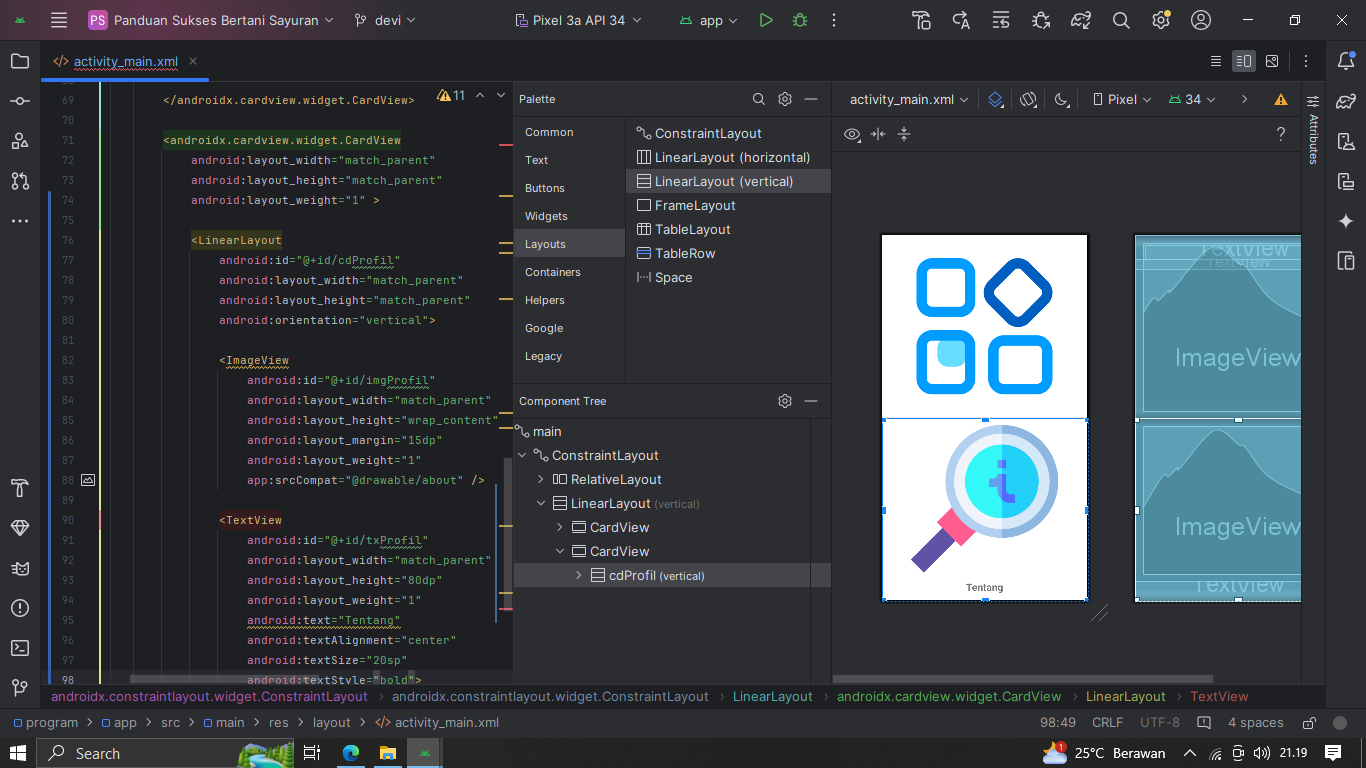 PS Panduan Sukses Bertani Sayuran
devi
Pixel 3a API 34
app
activity_main.xml
69 </androidx.cardview.widget.CardView>
11
70
71 <androidx.cardview.widget.CardView
72 android:layout_width="match_parent"
73 android:layout_height="match_parent"
74 android:layout_weight="1" >
75
76 <LinearLayout
77 android:id="@+id/cdProfil"
78 android:layout_width="match_parent"
79 android:layout_height="match_parent"
80 android:orientation="vertical">
81
82 <ImageView
83 android:id="@+id/imgProfil"
84 android:layout_width="match_parent"
85 android:layout_height="wrap_content"
86 android:layout_margin="15dp"
87 android:layout_weight="1"
88 app:srcCompat="@drawable/about" />
89
90 <TextView
91 android:id="@+id/txProfil"
92 android:layout_width="match_parent"
93 android:layout_height="80dp"
94 android:layout_weight="1"
95 android:text="Tentang"
96 android:textAlignment="center"
97 android:textSize="20sp"
98 android:textStyle="bold">
Palette
Common
Text
Buttons
Widgets
Layouts
Containers
Helpers
Google
Legacy
ConstraintLayout
LinearLayout (horizontal)
LinearLayout (vertical)
FrameLayout
TableLayout
TableRow
Space
Component Tree
main
ConstraintLayout
RelativeLayout
LinearLayout (vertical)
CardView
CardView
cdProfil (vertical)
activity_main.xml
Pixel
34
?
Attributes
Tentang
TextView
TextView
ImageView
ImageView
TextView
androidx.constraintlayout.widget.ConstraintLayout › androidx.constraintlayout.widget.ConstraintLayout › LinearLayout › androidx.cardview.widget.CardView › LinearLayout › TextView
program > app > src > main > res > layout > activity_main.xml
98:49 CRLF UTF-8 4 spaces
Search
1
25°C Berawan
21.19